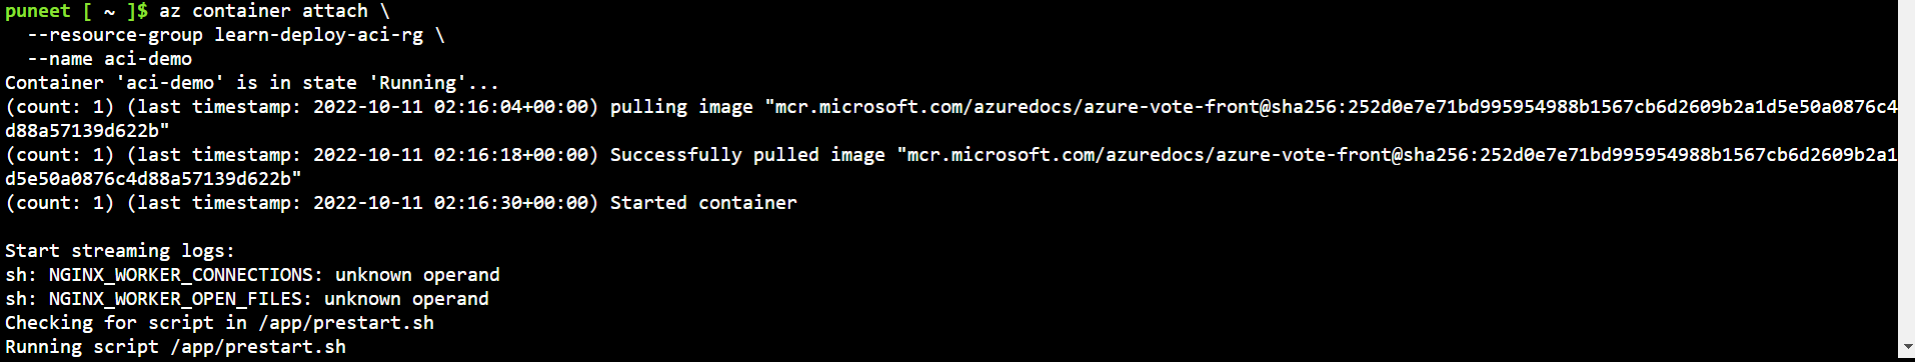 puneet [ ~ ]$ az container attach \
  --resource-group learn-deploy-aci-rg \
  --name aci-demo
Container 'aci-demo' is in state 'Running'...
(count: 1) (last timestamp: 2022-10-11 02:16:04+00:00) pulling image "mcr.microsoft.com/azuredocs/azure-vote-front@sha256:252d0e7e71bd995954988b1567cb6d2609b2a1d5e50a0876c4
d88a57139d622b"
(count: 1) (last timestamp: 2022-10-11 02:16:18+00:00) Successfully pulled image "mcr.microsoft.com/azuredocs/azure-vote-front@sha256:252d0e7e71bd995954988b1567cb6d2609b2a1
d5e50a0876c4d88a57139d622b"
(count: 1) (last timestamp: 2022-10-11 02:16:30+00:00) Started container
Start streaming logs:
sh: NGINX_WORKER_CONNECTIONS: unknown operand
sh: NGINX_WORKER_OPEN_FILES: unknown operand
Checking for script in /app/prestart.sh
Running script /app/prestart.sh